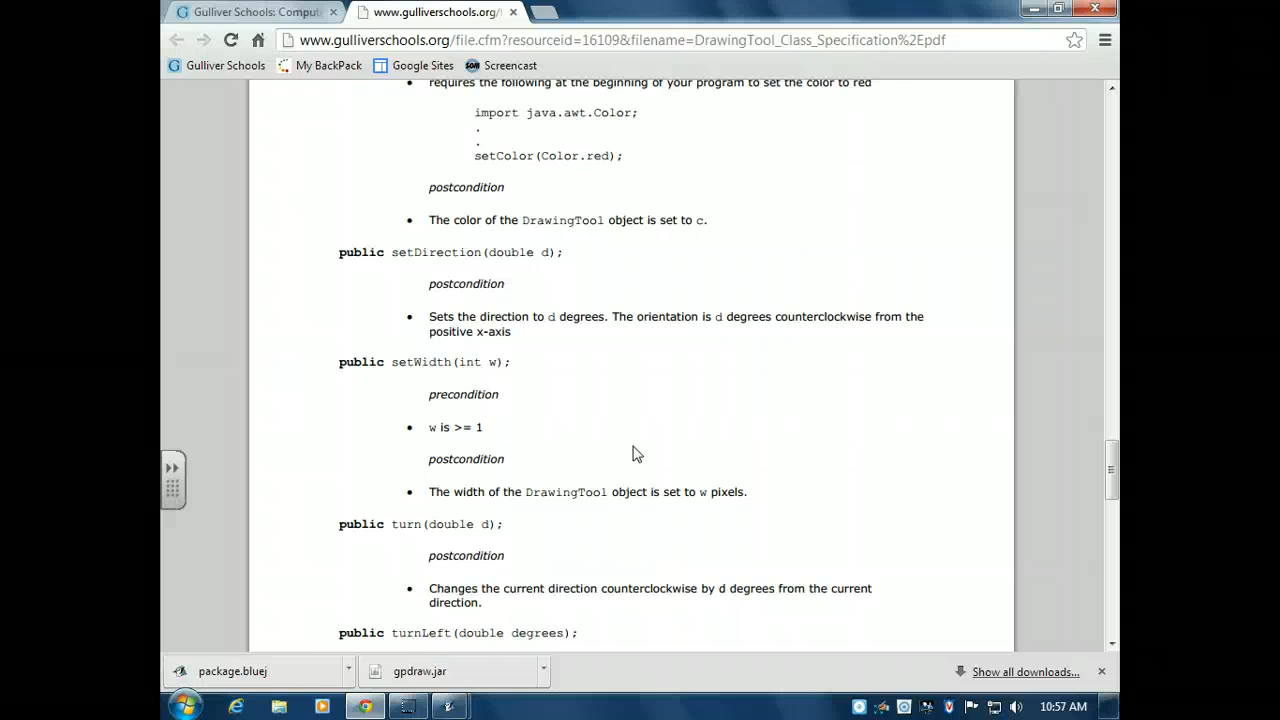 Gulliver Schools: Comput
www.gulliverschools.org/
www.gulliverschools.org/file.cfm?resourceid=16109&filename=DrawingTool_Class_Specification%2Epdf
Gulliver Schools
My BackPack
Google Sites
Screencast
• requires the following at the beginning of your program to set the color to red
import java.awt.Color;
.
.
setColor(Color.red);
postcondition
• The color of the DrawingTool object is set to c.
public setDirection(double d);
postcondition
• Sets the direction to d degrees. The orientation is d degrees counterclockwise from the
positive x-axis
public setWidth(int w);
precondition
• w is >= 1
postcondition
• The width of the DrawingTool object is set to w pixels.
public turn(double d);
postcondition
• Changes the current direction counterclockwise by d degrees from the current
direction.
public turnLeft(double degrees);
package.bluej
gpdraw.jar
Show all downloads...
10:57 AM